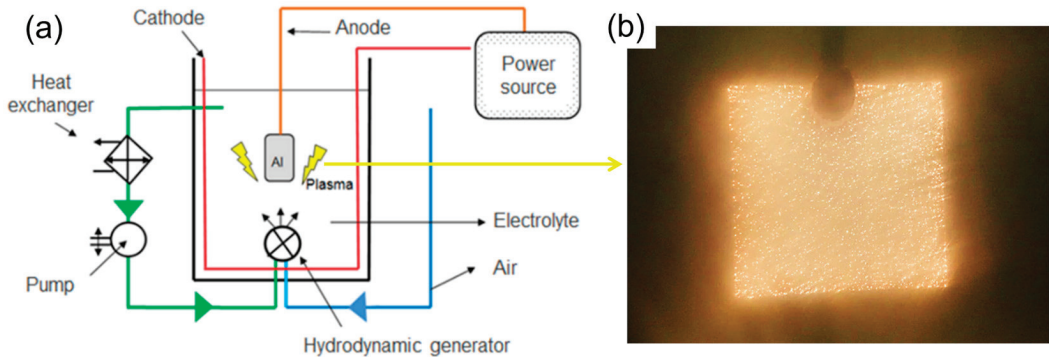 (a)
Cathode
Anode
Power
source
(b)
Heat
exchanger
Al
Plasma
Electrolyte
Pump
Air
Hydrodynamic generator